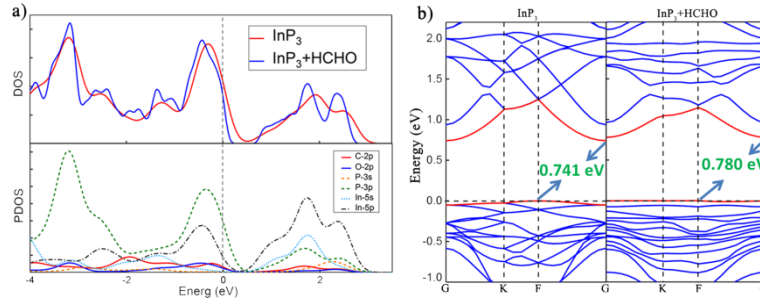 a)
InP₃
InP₃+HCHO
DOS
C-2p
O-2p
P-3s
P-3p
In-5s
In-5p
PDOS
-4 -2 0 2 4
Energ (eV)
b)
InP₃ InP₃+HCHO
2.0
1.5
1.0
0.5
0.0
-0.5
-1.0
Energy (eV)
0.741 eV 0.780 eV
G K F G K F G